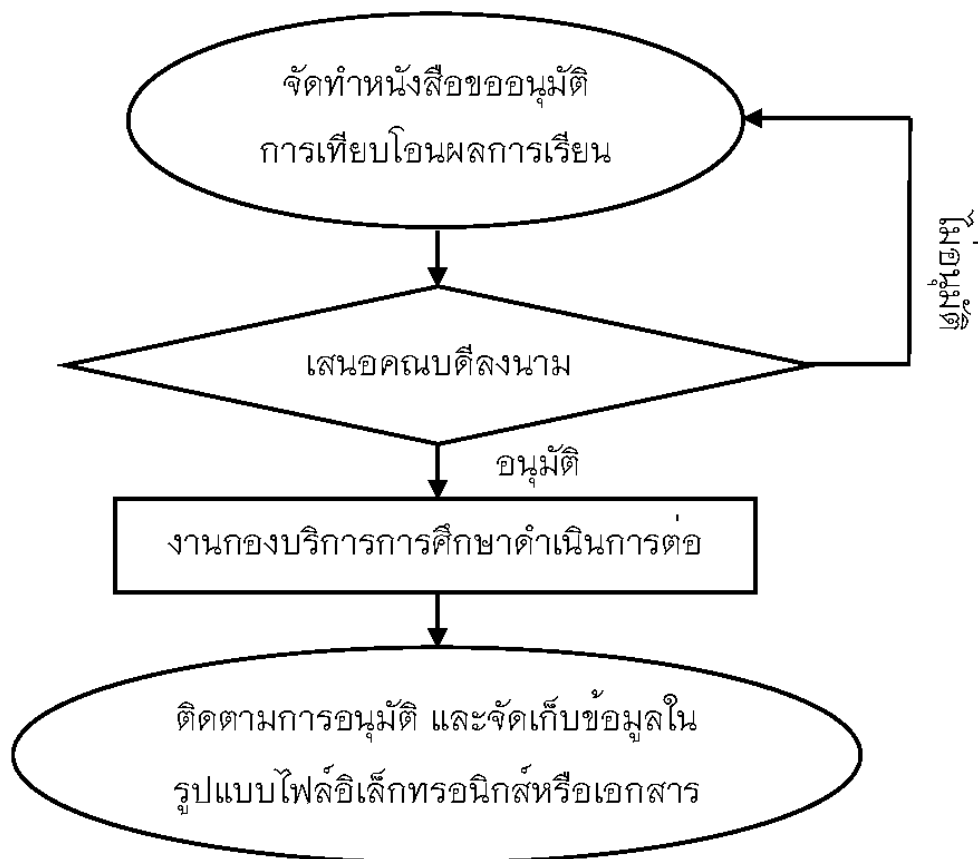 จัดทำหนังสือขออนุมัติ
การเทียบโอนผลการเรียน
ไม่อนุมัติ
เสนอคณบดีลงนาม
อนุมัติ
งานกองบริการการศึกษาดำเนินการต่อ
ติดตามการอนุมัติ และจัดเก็บข้อมูลใน
รูปแบบไฟล์อิเล็กทรอนิกส์หรือเอกสาร